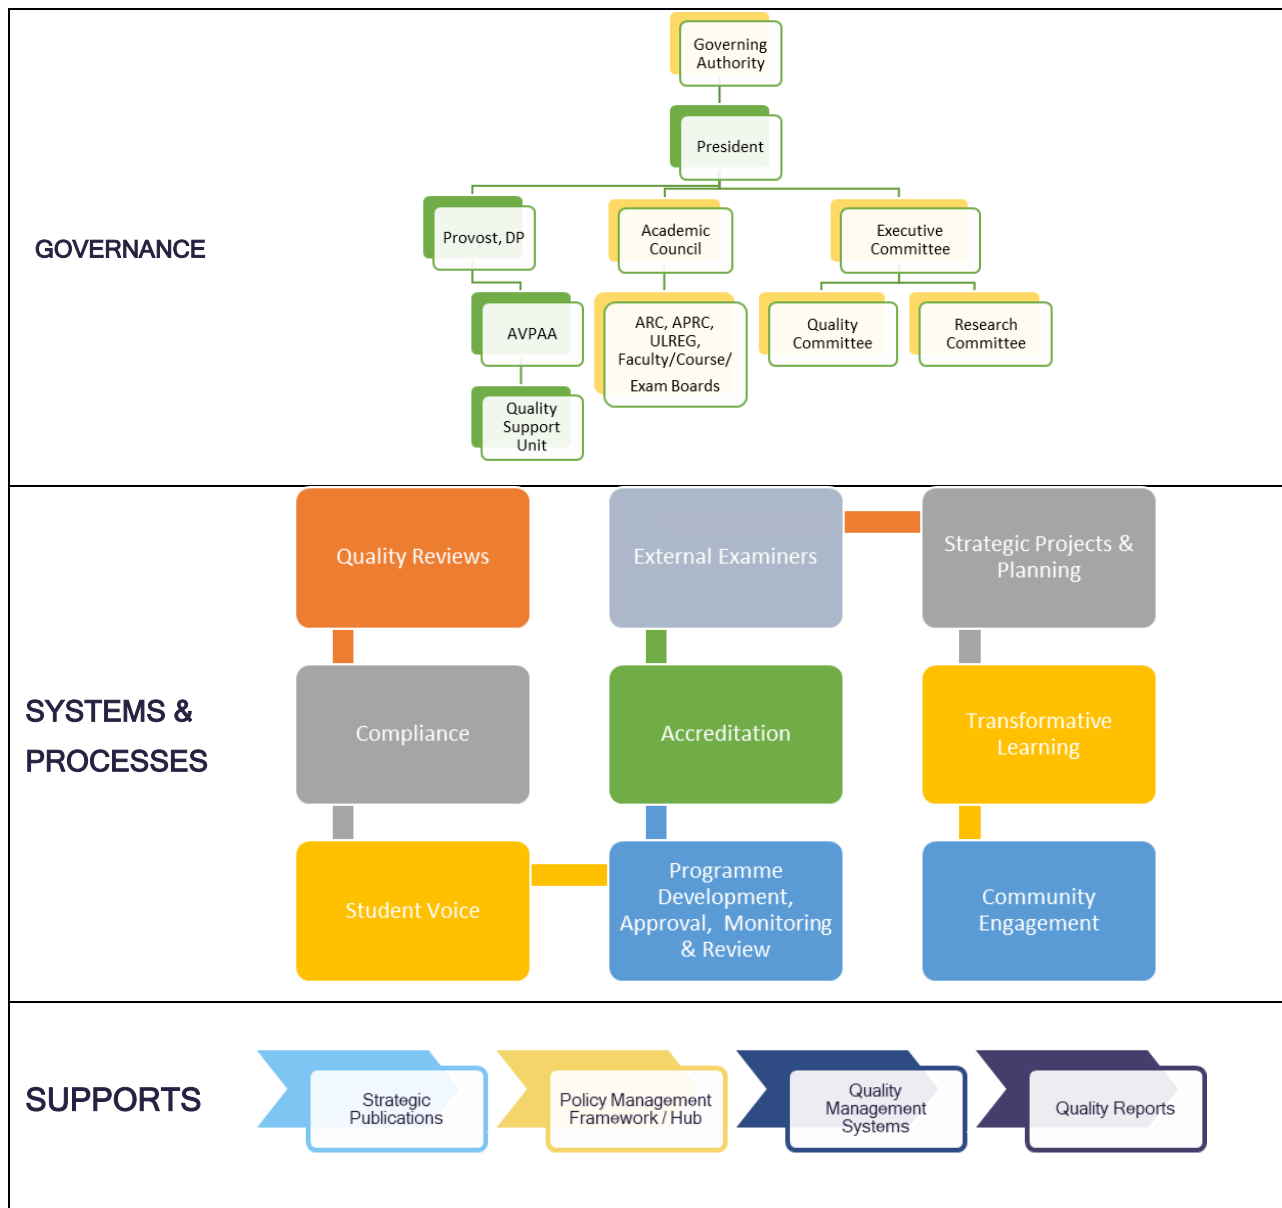 GOVERNANCE
Governing
Authority
President
Provost, DP
Academic
Council
Executive
Committee
AVPAA
ARC, APRC,
ULREG,
Faculty/Course/
Exam Boards
Quality
Committee
Research
Committee
Quality
Support
Unit
SYSTEMS &
PROCESSES
Quality Reviews
External Examiners
Strategic Projects &
Planning
Compliance
Accreditation
Transformative
Learning
Student Voice
Programme
Development,
Approval, Monitoring
& Review
Community
Engagement
SUPPORTS
Strategic
Publications
Policy Management
Framework / Hub
Quality
Management
Systems
Quality Reports